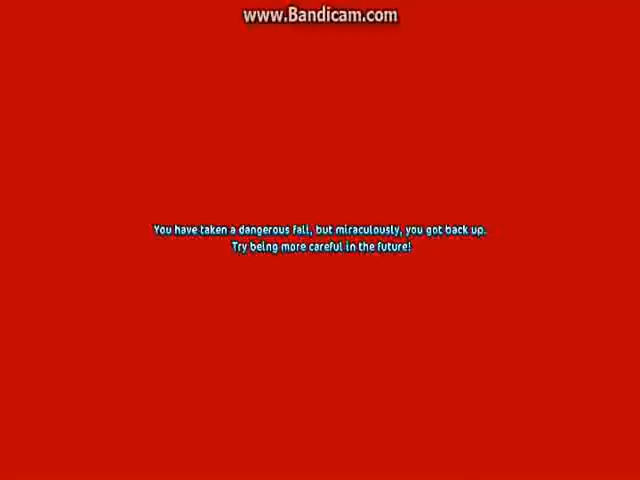 www.Bandicam.com
You have taken a dangerous fall, but miraculously, you got back up.
Try being more careful in the future!